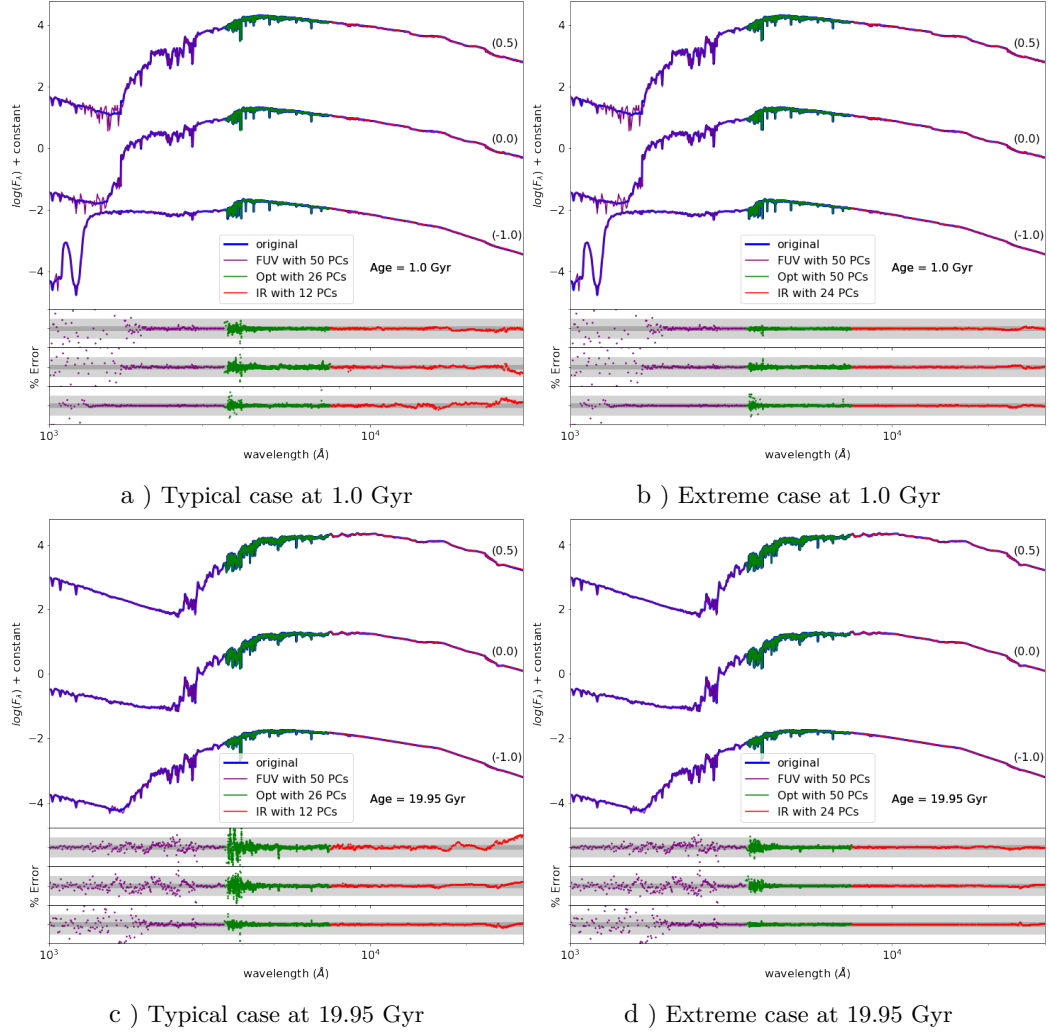 4
2
0
−2
−4
log(Fλ) + constant
(0.5)
(0.0)
(-1.0)
original
FUV with 50 PCs
Opt with 26 PCs
IR with 12 PCs
Age = 1.0 Gyr
% Error
10³
10⁴
wavelength (Å)
a ) Typical case at 1.0 Gyr
4
2
0
−2
−4
log(Fλ) + constant
(0.5)
(0.0)
(-1.0)
original
FUV with 50 PCs
Opt with 50 PCs
IR with 24 PCs
Age = 1.0 Gyr
% Error
10³
10⁴
wavelength (Å)
b ) Extreme case at 1.0 Gyr
4
2
0
−2
−4
log(Fλ) + constant
(0.5)
(0.0)
(-1.0)
original
FUV with 50 PCs
Opt with 26 PCs
IR with 12 PCs
Age = 19.95 Gyr
% Error
10³
10⁴
wavelength (Å)
c ) Typical case at 19.95 Gyr
4
2
0
−2
−4
log(Fλ) + constant
(0.5)
(0.0)
(-1.0)
original
FUV with 50 PCs
Opt with 50 PCs
IR with 24 PCs
Age = 19.95 Gyr
% Error
10³
10⁴
wavelength (Å)
d ) Extreme case at 19.95 Gyr